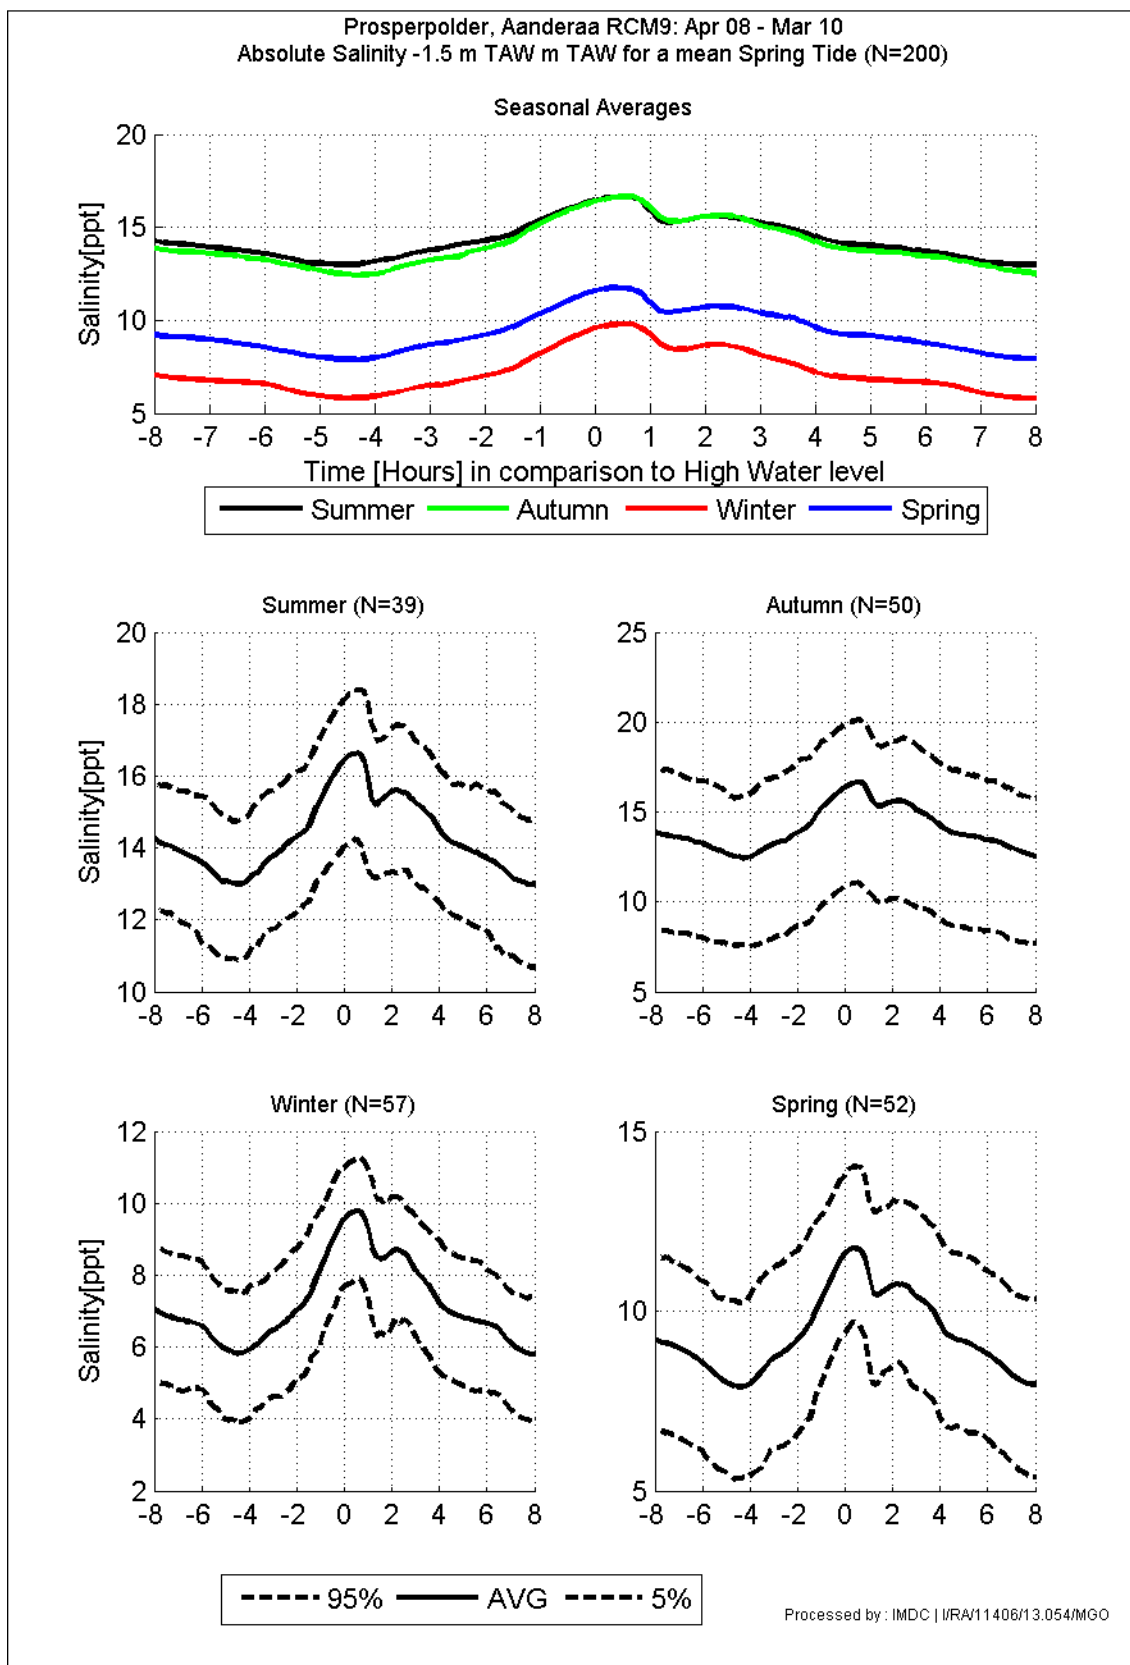 Prosperpolder, Aanderaa RCM9: Apr 08 - Mar 10
Absolute Salinity -1.5 m TAW m TAW for a mean Spring Tide (N=200)
Seasonal Averages
20
15
10
5
Salinity[ppt]
-8 -7 -6 -5 -4 -3 -2 -1 0 1 2 3 4 5 6 7 8
Time [Hours] in comparison to High Water level
Summer Autumn Winter Spring
Summer (N=39)
20
18
16
14
12
10
Salinity[ppt]
-8 -6 -4 -2 0 2 4 6 8
Autumn (N=50)
25
20
15
10
5
-8 -6 -4 -2 0 2 4 6 8
Winter (N=57)
12
10
8
6
4
2
Salinity[ppt]
-8 -6 -4 -2 0 2 4 6 8
Spring (N=52)
15
10
5
-8 -6 -4 -2 0 2 4 6 8
95% AVG 5%
Processed by : IMDC | I/RA/11406/13.054/MGO